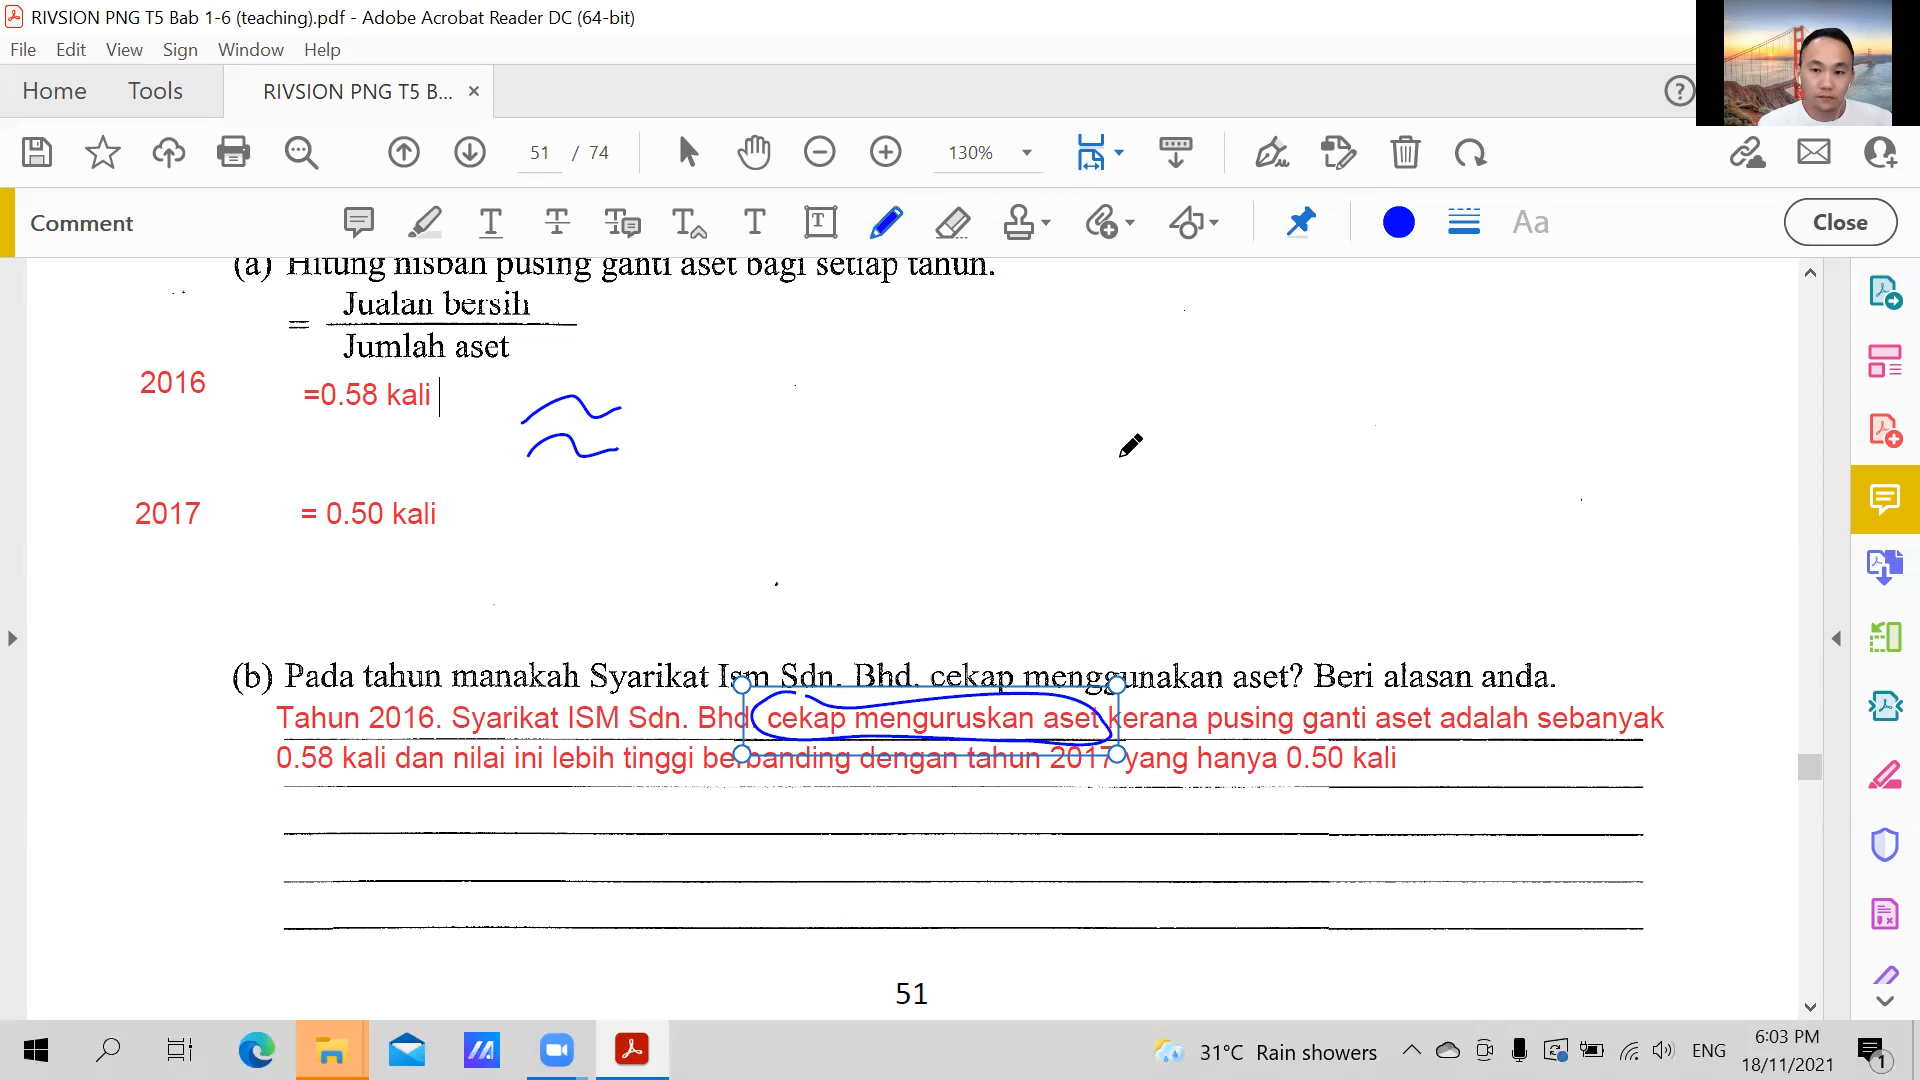 RIVSION PNG T5 Bab 1-6 (teaching).pdf - Adobe Acrobat Reader DC (64-bit)
File Edit View Sign Window Help
Home Tools RIVSION PNG T5 B... ×
51 / 74 130%
Comment Aa Close
(a) Hitung nisbah pusing ganti aset bagi setiap tahun.
= Jualan bersih
Jumlah aset
2016 =0.58 kali
2017 = 0.50 kali
(b) Pada tahun manakah Syarikat Ism Sdn. Bhd. cekap menggunakan aset? Beri alasan anda.
Tahun 2016. Syarikat ISM Sdn. Bhd cekap menguruskan aset kerana pusing ganti aset adalah sebanyak
0.58 kali dan nilai ini lebih tinggi berbanding dengan tahun 2017 yang hanya 0.50 kali
51
31°C Rain showers ENG 6:03 PM
18/11/2021 1